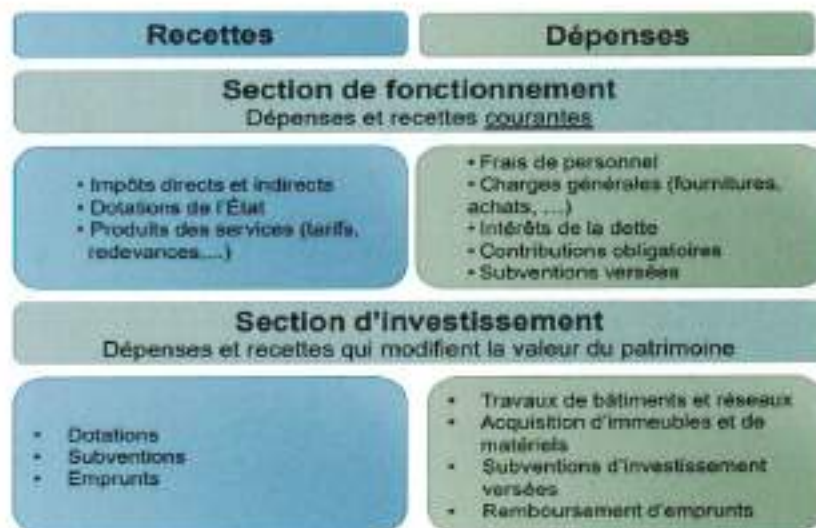 Recettes
Dépenses
Section de fonctionnement
Dépenses et recettes courantes
• Impôts directs et indirects
• Dotations de l'État
• Produits des services (tarifs,
redevances,...)
• Frais de personnel
• Charges générales (fournitures,
achats, ...)
• Intérêts de la dette
• Contributions obligatoires
• Subventions versées
Section d'investissement
Dépenses et recettes qui modifient la valeur du patrimoine
• Dotations
• Subventions
• Emprunts
• Travaux de bâtiments et réseaux
• Acquisition d'immeubles et de
matériels
• Subventions d'investissement
versées
• Remboursement d'emprunts